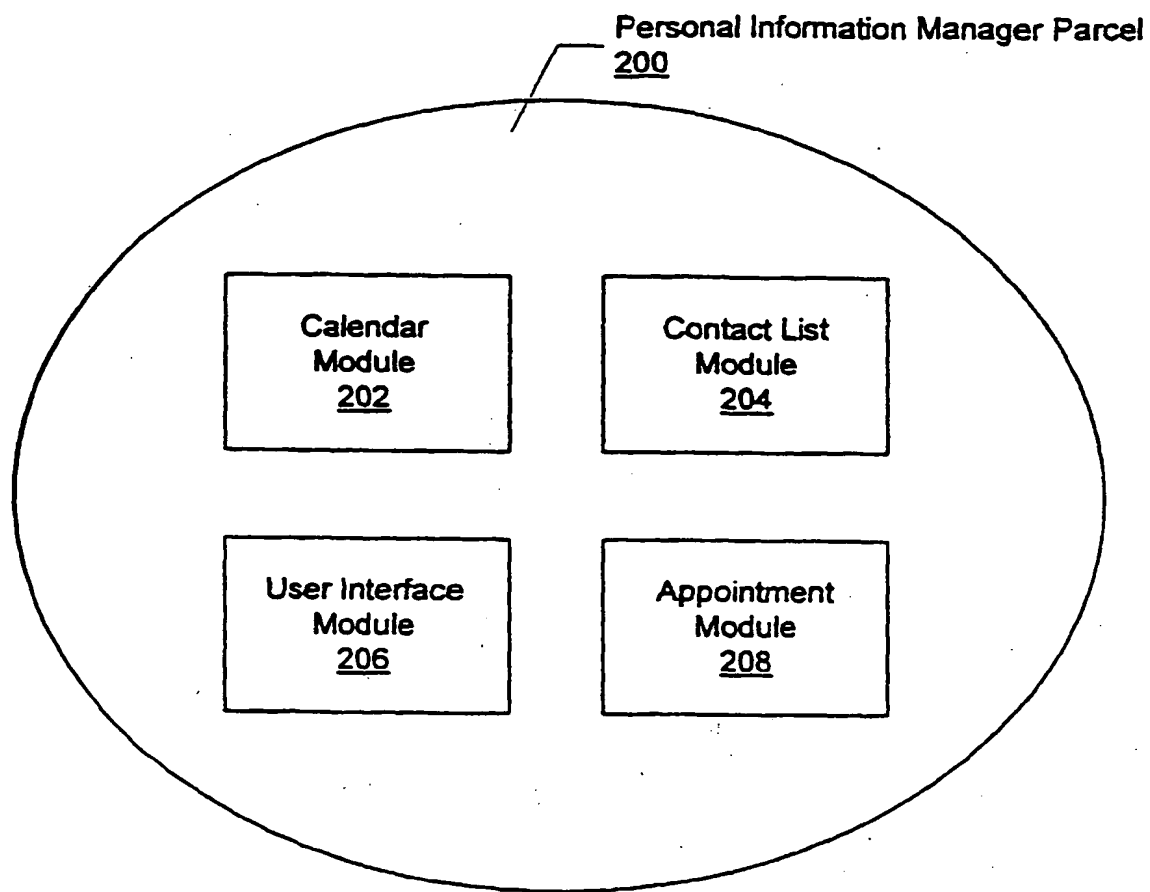 Personal Information Manager Parcel
200
Calendar
Module
202
Contact List
Module
204
User Interface
Module
206
Appointment
Module
208